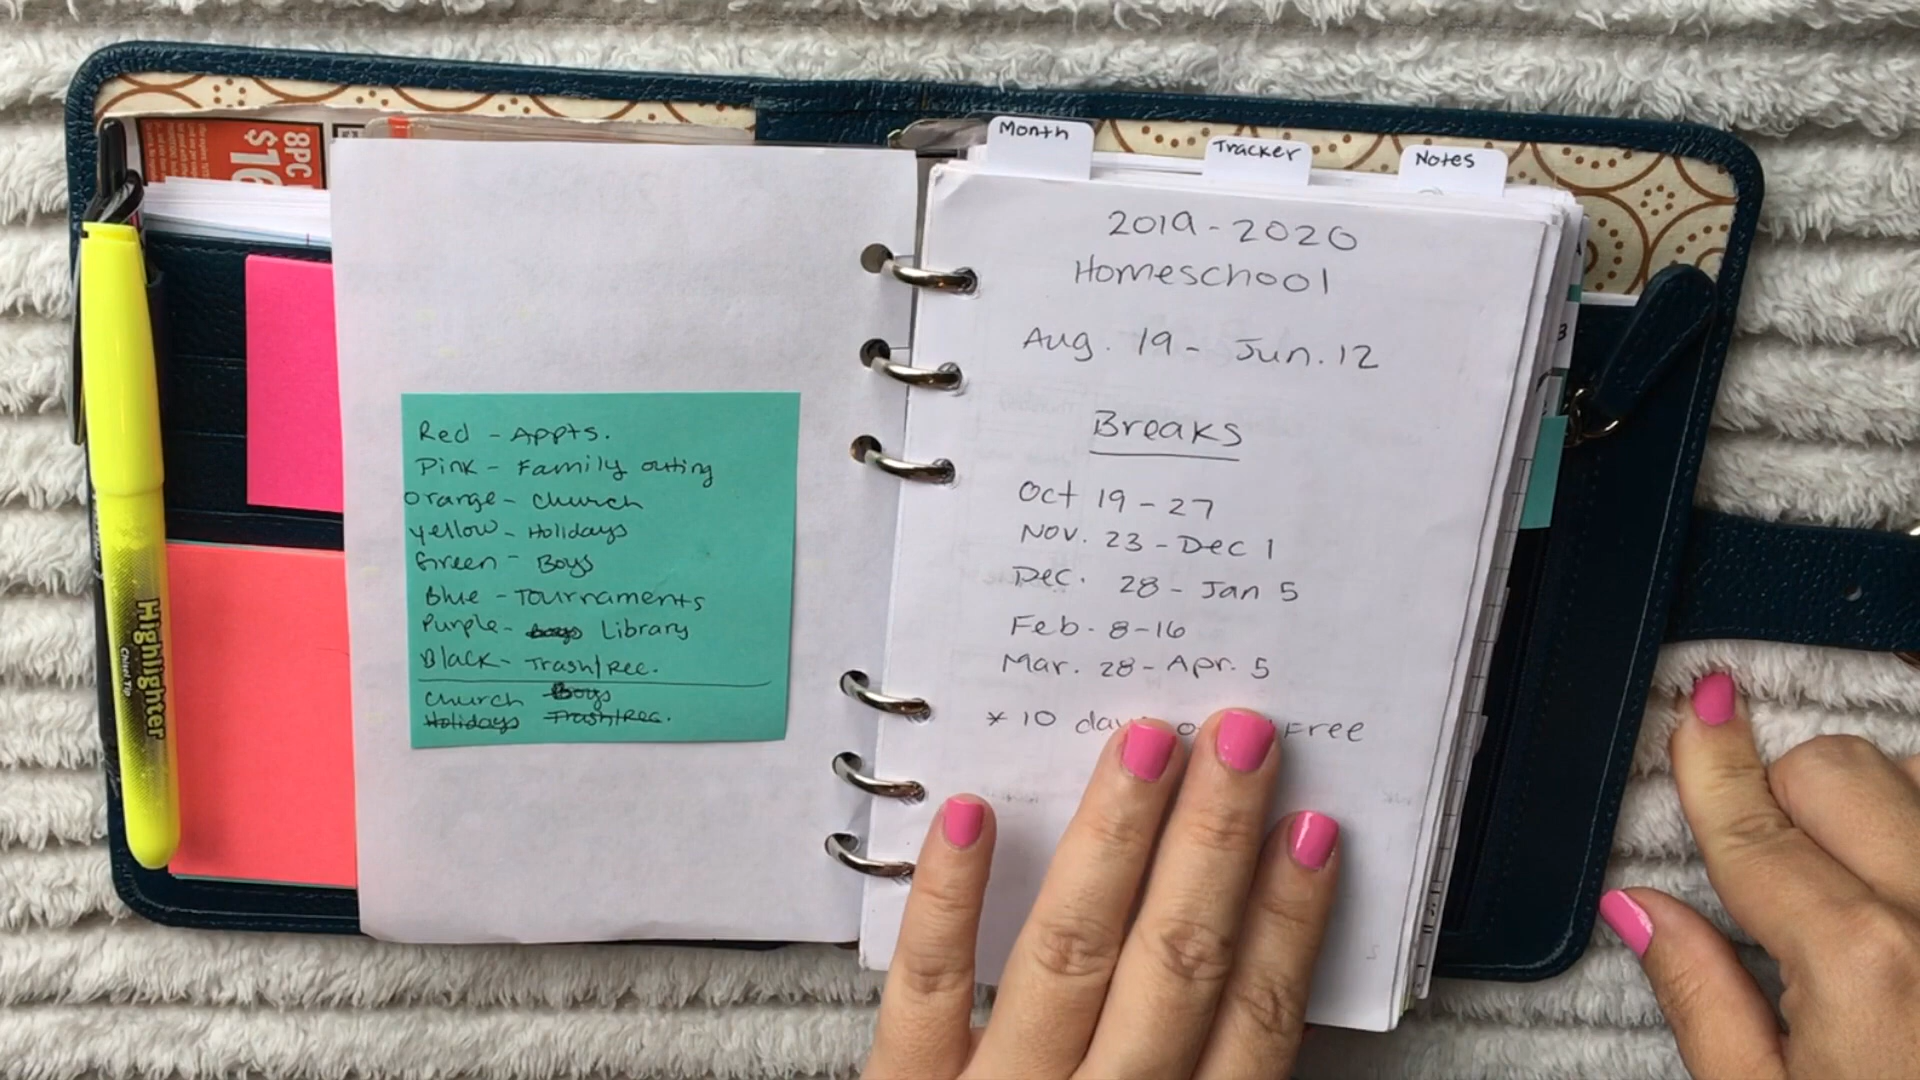 8PC
$16
Red - Appts.
Pink - Family outing
Orange - Church
Yellow - Holidays
Green - Boys
Blue - Tournaments
Purple - Boys Library
Black - Trash/Rec.
Church Boys
Holidays Trash/Rec.
Highlighter
Chisel Tip
Month
Tracker
Notes
2019 - 2020
Homeschool
Aug. 19 - Jun. 12
Breaks
Oct 19 - 27
Nov. 23 - Dec 1
Dec. 28 - Jan 5
Feb. 8-16
Mar. 28 - Apr. 5
* 10 Free